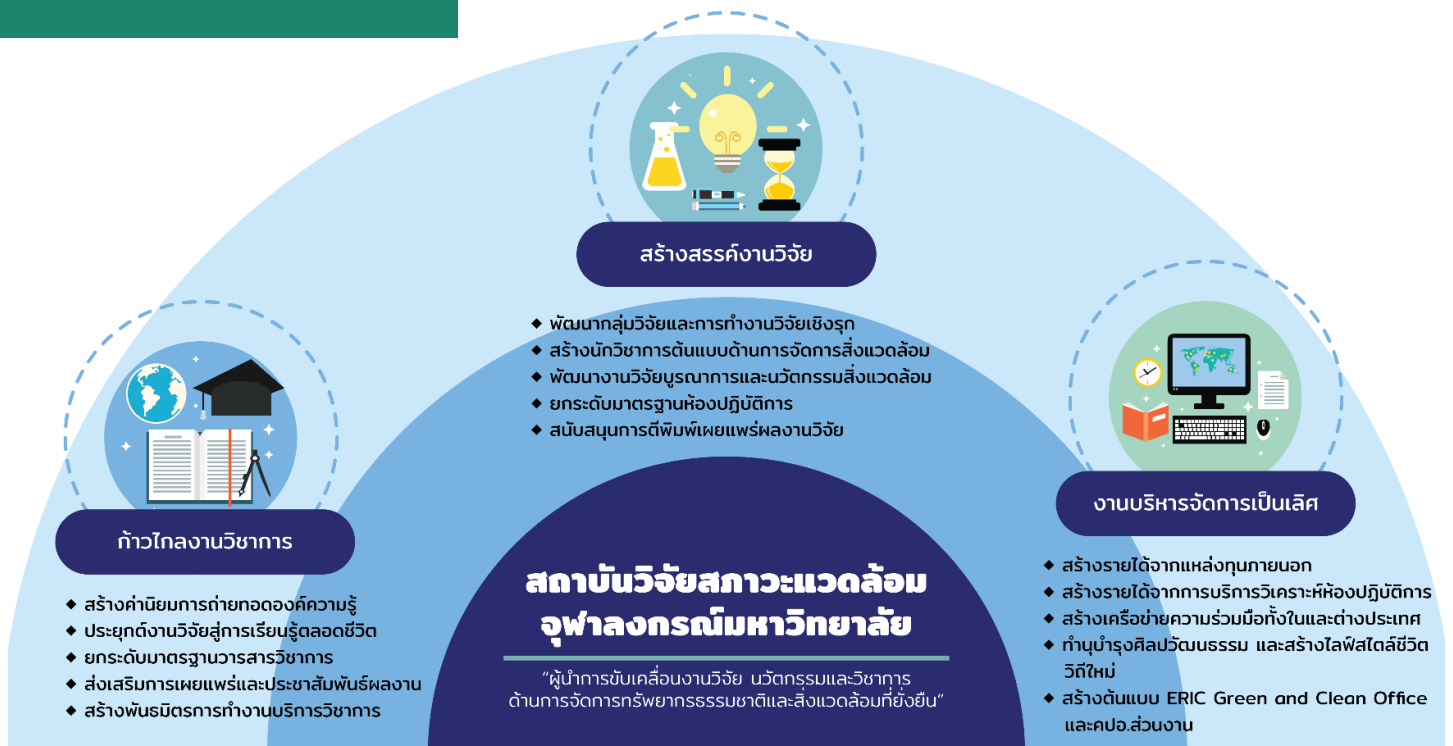 สร้างสรรค์งานวิจัย
◆ พัฒนากลุ่มวิจัยและการทำงานวิจัยเชิงรุก
◆ สร้างนักวิชาการต้นแบบด้านการจัดการสิ่งแวดล้อม
◆ พัฒนางานวิจัยบูรณาการและนวัตกรรมสิ่งแวดล้อม
◆ ยกระดับมาตรฐานห้องปฏิบัติการ
◆ สนับสนุนการตีพิมพ์เผยแพร่ผลงานวิจัย
ก้าวไกลงานวิชาการ
◆ สร้างค่านิยมการถ่ายทอดองค์ความรู้
◆ ประยุกต์งานวิจัยสู่การเรียนรู้ตลอดชีวิต
◆ ยกระดับมาตรฐานวารสารวิชาการ
◆ ส่งเสริมการเผยแพร่และประชาสัมพันธ์ผลงาน
◆ สร้างพันธมิตรการทำงานบริการวิชาการ
สถาบันวิจัยสภาวะแวดล้อม
จุฬาลงกรณ์มหาวิทยาลัย
“ผู้นำการขับเคลื่อนงานวิจัย นวัตกรรมและวิชาการ
ด้านการจัดการทรัพยากรธรรมชาติและสิ่งแวดล้อมที่ยั่งยืน”
งานบริหารจัดการเป็นเลิศ
◆ สร้างรายได้จากแหล่งทุนภายนอก
◆ สร้างรายได้จากการบริการวิเคราะห์ห้องปฏิบัติการ
◆ สร้างเครือข่ายความร่วมมือทั้งในและต่างประเทศ
◆ ทำนุบำรุงศิลปวัฒนธรรม และสร้างไลฟ์สไตล์ชีวิต
วิถีใหม่
◆ สร้างต้นแบบ ERIC Green and Clean Office
และคปอ.ส่วนงาน